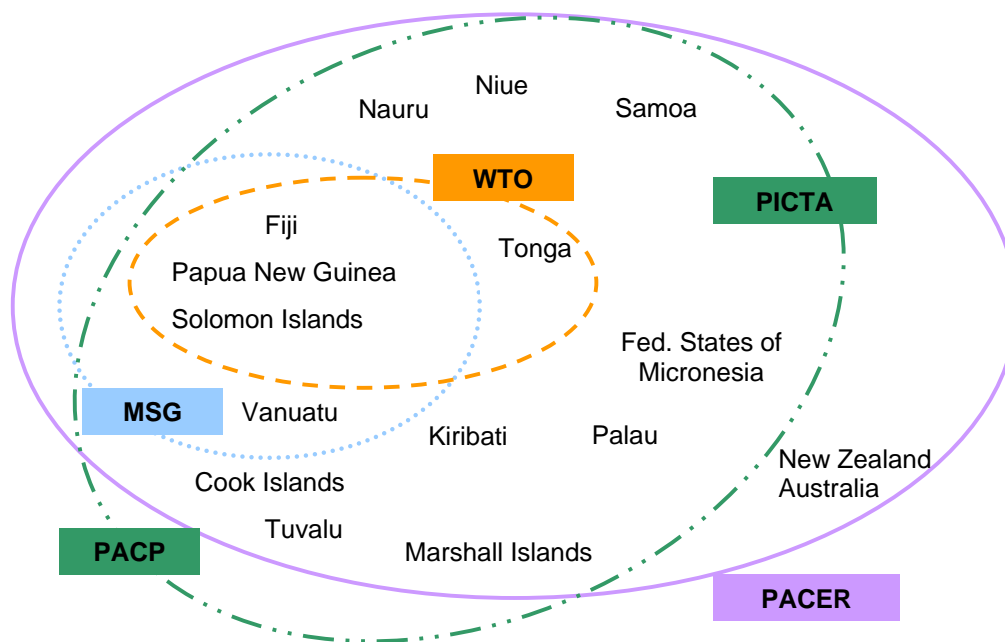 Niue
Nauru
Samoa
WTO
PICTA
Fiji
Tonga
Papua New Guinea
Solomon Islands
Fed. States of
Micronesia
MSG
Vanuatu
Kiribati
Palau
New Zealand
Australia
Cook Islands
Tuvalu
PACP
Marshall Islands
PACER